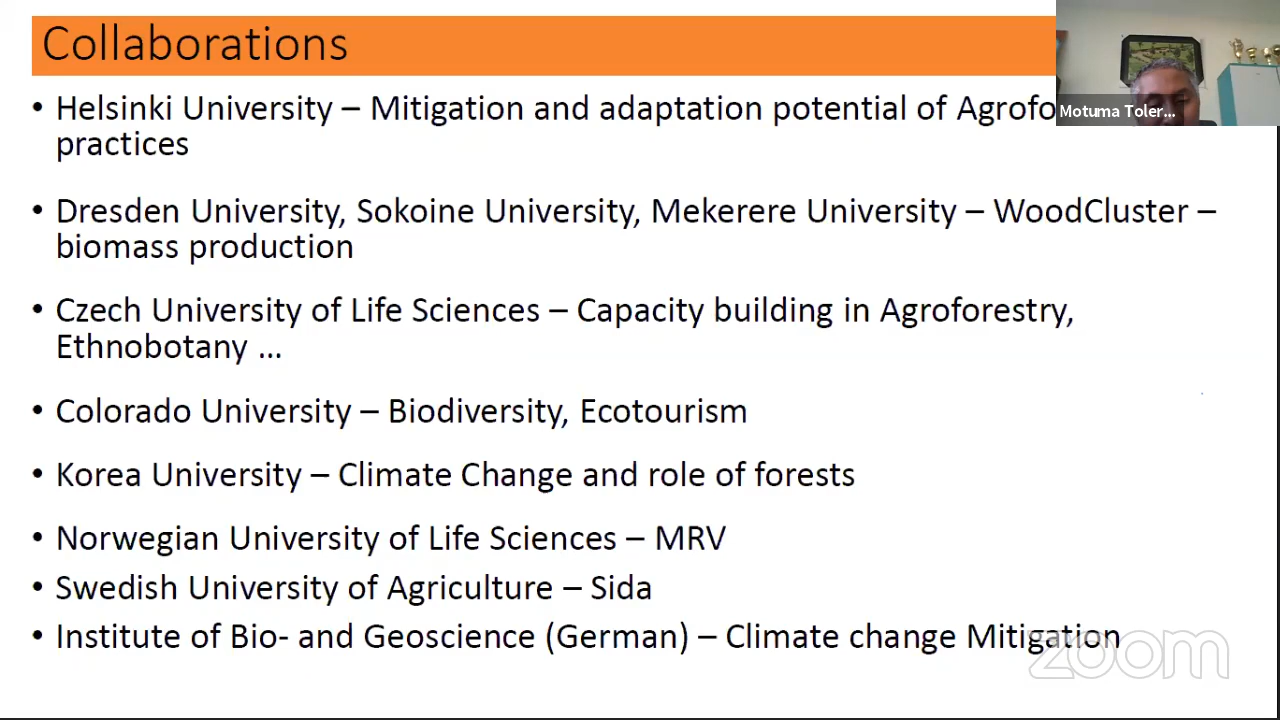 Collaborations
Motuma Toler...
• Helsinki University – Mitigation and adaptation potential of Agrofo
practices
• Dresden University, Sokoine University, Mekerere University – WoodCluster –
biomass production
• Czech University of Life Sciences – Capacity building in Agroforestry,
Ethnobotany ...
• Colorado University – Biodiversity, Ecotourism
• Korea University – Climate Change and role of forests
• Norwegian University of Life Sciences – MRV
• Swedish University of Agriculture – Sida
• Institute of Bio- and Geoscience (German) – Climate change Mitigation
zoom